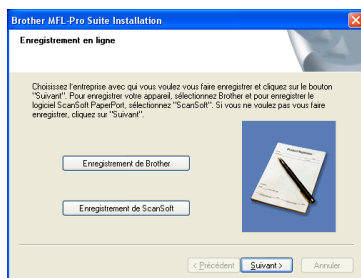 Brother MFL-Pro Suite Installation
Enregistrement en ligne
Choisissez l'entreprise avec qui vous voulez vous faire enregistrer et cliquez sur le bouton
"Suivant". Pour enregistrer votre appareil, sélectionnez Brother et pour enregistrer le
logiciel ScanSoft PaperPort, sélectionnez "ScanSoft". Si vous ne voulez pas vous faire
enregistrer, cliquez sur "Suivant".
Enregistrement de Brother
Enregistrement de ScanSoft
< Précédent Suivant > Annuler